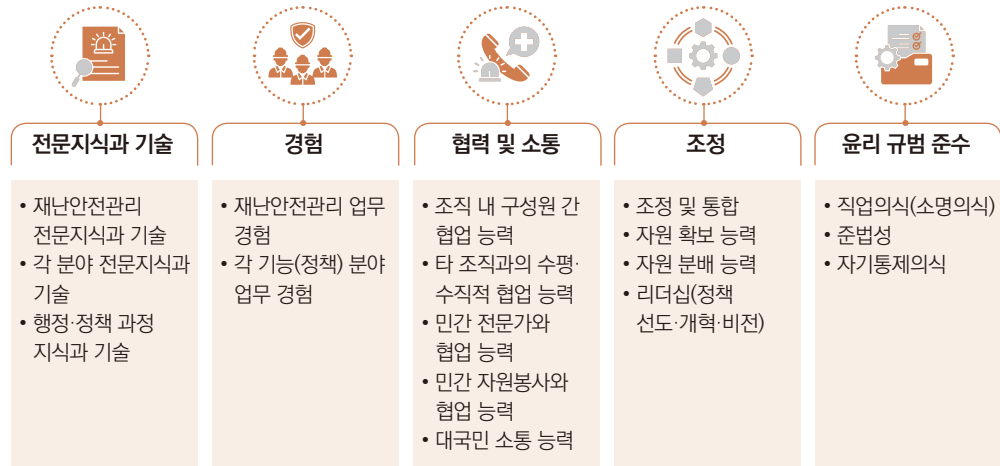 전문지식과 기술
• 재난안전관리
전문지식과 기술
• 각 분야 전문지식과
기술
• 행정·정책 과정
지식과 기술
경험
• 재난안전관리 업무
경험
• 각 기능(정책) 분야
업무 경험
협력 및 소통
• 조직 내 구성원 간
협업 능력
• 타 조직과의 수평·
수직적 협업 능력
• 민간 전문가와
협업 능력
• 민간 자원봉사와
협업 능력
• 대국민 소통 능력
조정
• 조정 및 통합
• 자원 확보 능력
• 자원 분배 능력
• 리더십(정책
선도·개혁·비전)
윤리 규범 준수
• 직업의식(소명의식)
• 준법성
• 자기통제의식